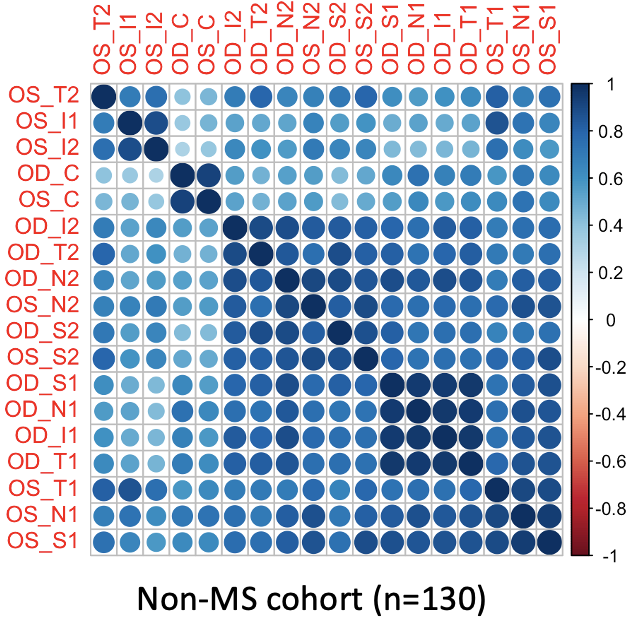 OS_T2 OS_I1 OS_I2 OD_C OS_C OD_I2 OD_T2 OD_N2 OS_N2 OD_S2 OS_S2 OD_S1 OD_N1 OD_I1 OD_T1 OS_T1 OS_N1 OS_S1
OS_T2
OS_I1
OS_I2
OD_C
OS_C
OD_I2
OD_T2
OD_N2
OS_N2
OD_S2
OS_S2
OD_S1
OD_N1
OD_I1
OD_T1
OS_T1
OS_N1
OS_S1
1
0.8
0.6
0.4
0.2
0
-0.2
-0.4
-0.6
-0.8
-1
Non-MS cohort (n=130)